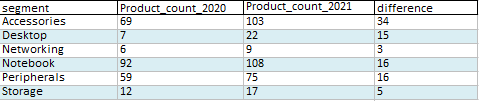 segment Product_count_2020 Product_count_2021 difference
Accessories 69 103 34
Desktop 7 22 15
Networking 6 9 3
Notebook 92 108 16
Peripherals 59 75 16
Storage 12 17 5